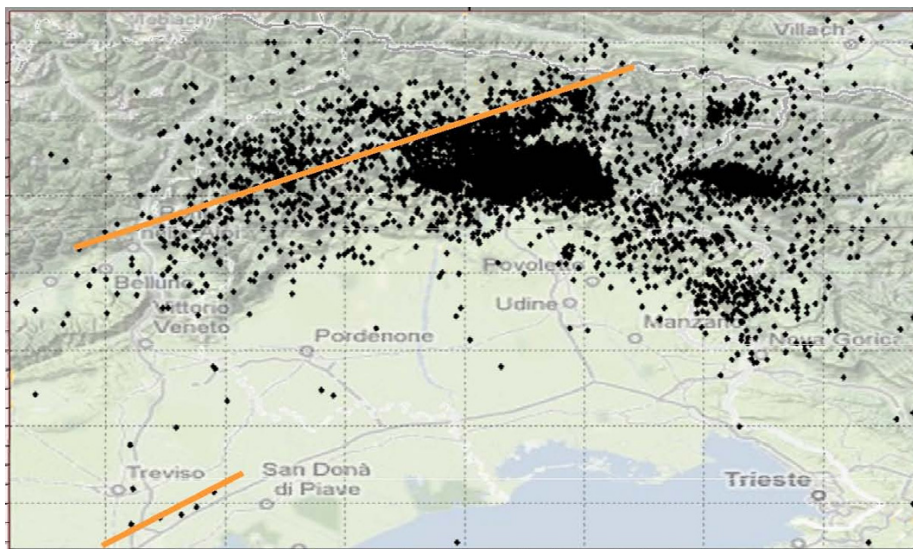 Villach
Belluno
Vittorio
Veneto
Povoletto
Udine
Manzano
Nova Gorica
Pordenone
Treviso
San Donà
di Piave
Trieste